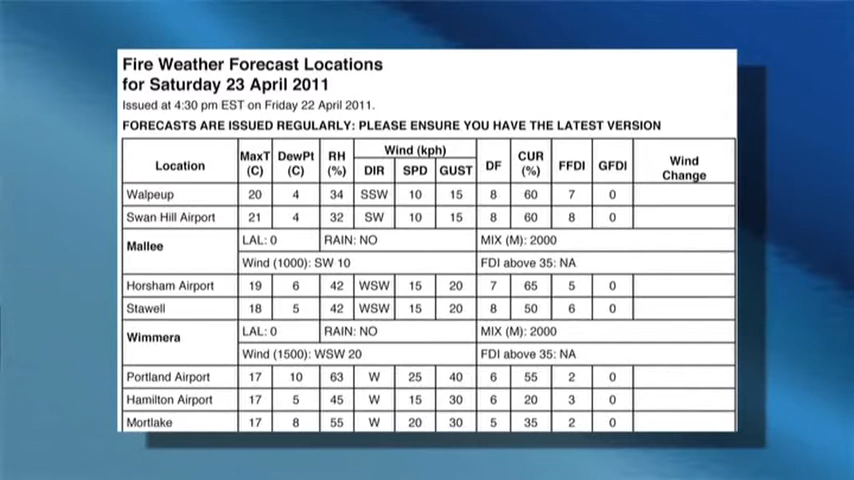 Fire Weather Forecast Locations
for Saturday 23 April 2011
Issued at 4:30 pm EST on Friday 22 April 2011.
FORECASTS ARE ISSUED REGULARLY: PLEASE ENSURE YOU HAVE THE LATEST VERSION
Location MaxT (C) DewPt (C) RH (%) Wind (kph) DIR SPD GUST DF CUR (%) FFDI GFDI Wind Change
Walpeup 20 4 34 SSW 10 15 8 60 7 0
Swan Hill Airport 21 4 32 SW 10 15 8 60 8 0
Mallee LAL: 0 RAIN: NO MIX (M): 2000
Wind (1000): SW 10 FDI above 35: NA
Horsham Airport 19 6 42 WSW 15 20 7 65 5 0
Stawell 18 5 42 WSW 15 20 8 50 6 0
Wimmera LAL: 0 RAIN: NO MIX (M): 2000
Wind (1500): WSW 20 FDI above 35: NA
Portland Airport 17 10 63 W 25 40 6 55 2 0
Hamilton Airport 17 5 45 W 15 30 6 20 3 0
Mortlake 17 8 55 W 20 30 5 35 2 0